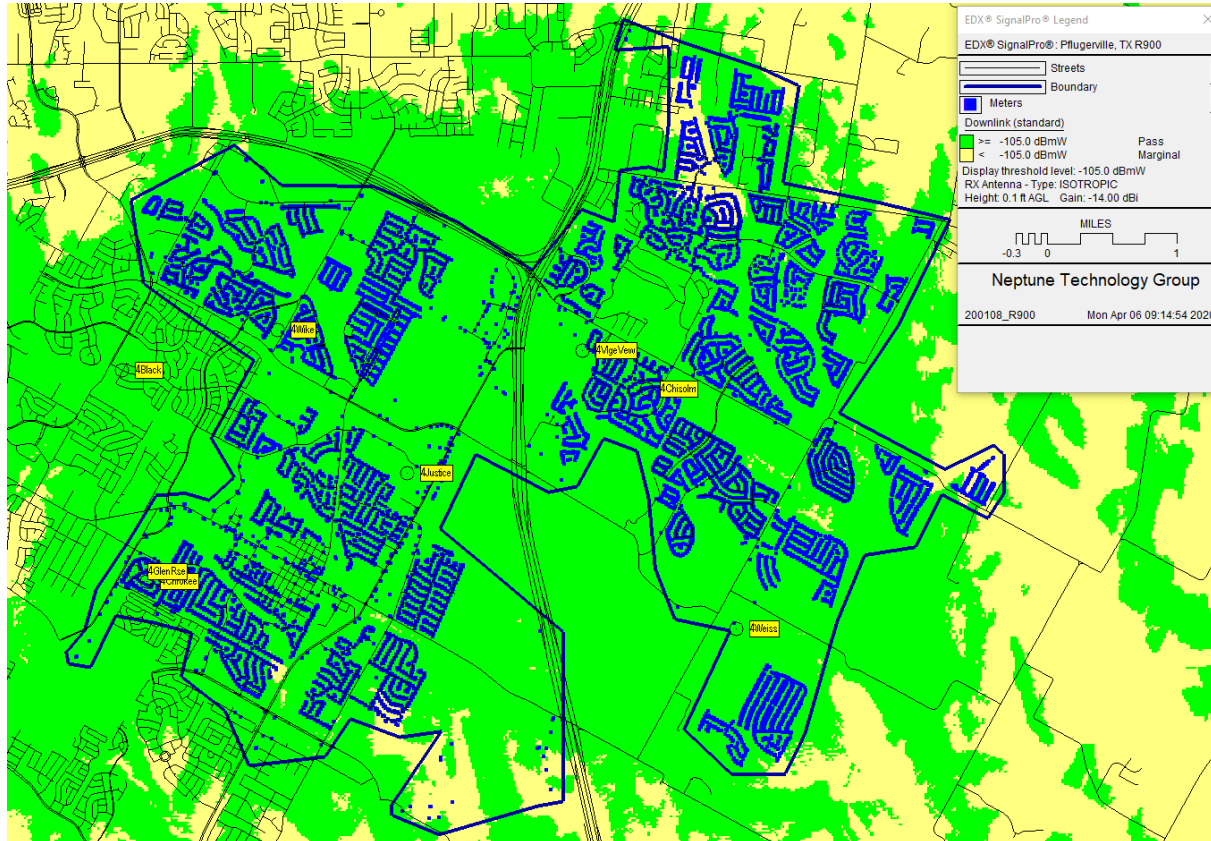 EDX® SignalPro® Legend
EDX® SignalPro®: Pflugerville, TX R900
Streets
Boundary
Meters
Downlink (standard)
>= -105.0 dBmW Pass
< -105.0 dBmW Marginal
Display threshold level: -105.0 dBmW
RX Antenna - Type: ISOTROPIC
Height: 0.1 ft AGL Gain: -14.00 dBi
MILES
-0.3 0 1
Neptune Technology Group
200108_R900 Mon Apr 06 09:14:54 2020
4Wike
4VlgeVew
4Black
4Chisolm
4Justice
4GlenRse
4Weiss